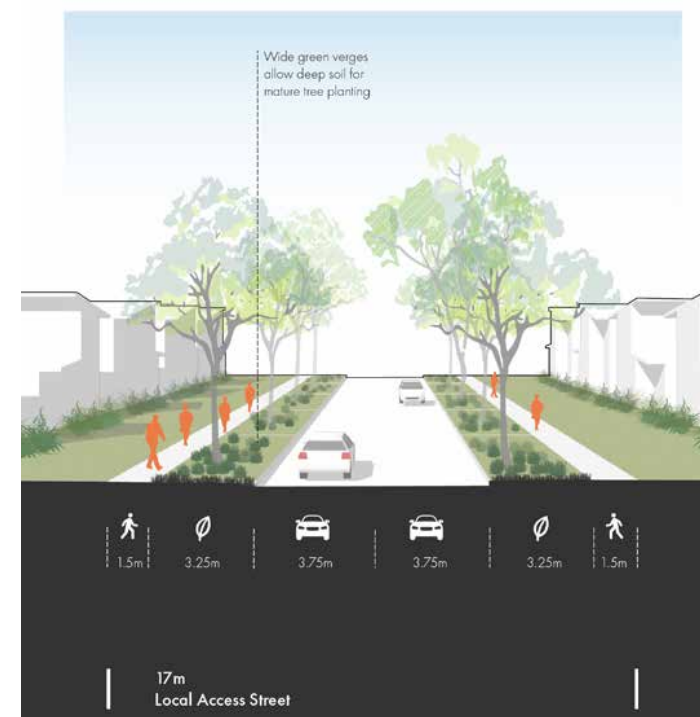 Wide green verges
allow deep soil for
mature tree planting
1.5m 3.25m 3.75m 3.75m 3.25m 1.5m
17m
Local Access Street